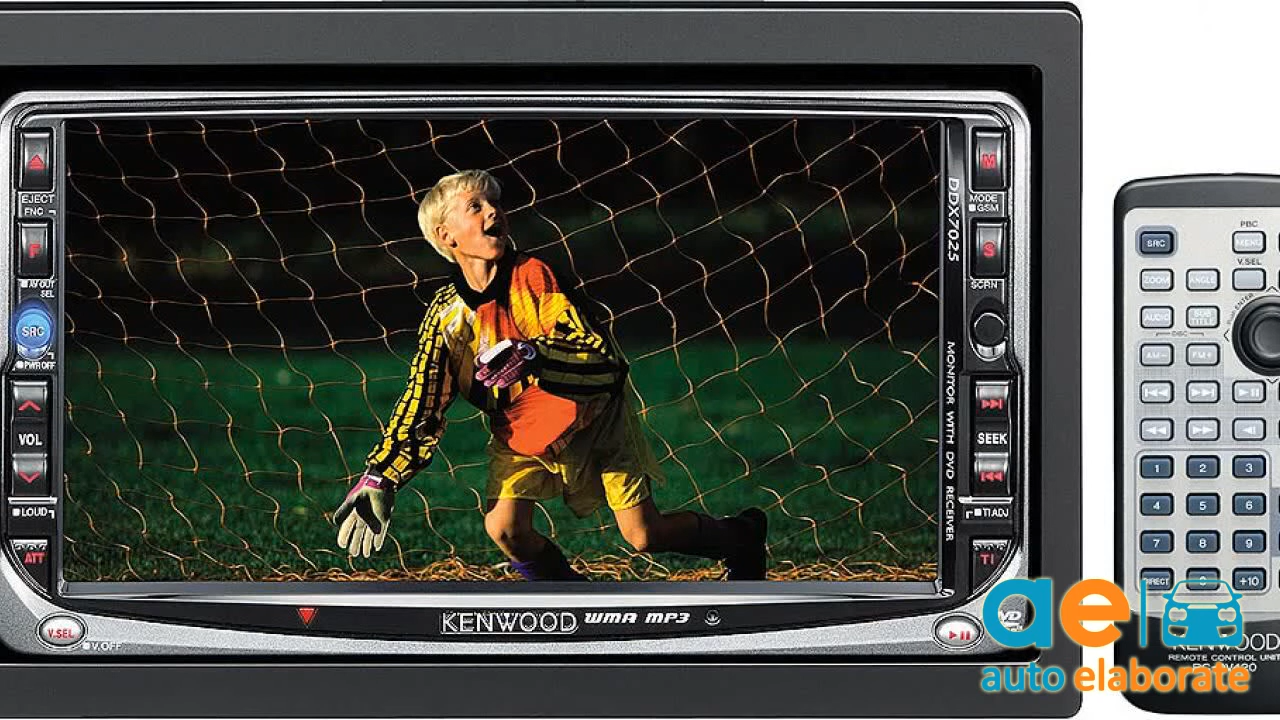 EJECT
FNC
F
AV OUT
SEL
SRC
PWR OFF
VOL
LOUD
ATT
V.SEL
V.OFF
KENWOOD WMA MP3
DDX7025
MONITOR WITH DVD RECEIVER
M
MODE
GSM
S
SCRN
SEEK
TI ADJ
TI
SRC
PBC
MENU
V.SEL
ZOOM ANGLE
ENTER
AUDIO SUB TITLE
DISC
AM− FM+
1 2 3
4 5 6
7 8 9
DIRECT 0 +10
KENWOOD
REMOTE CONTROL UNIT
ae
auto elaborate